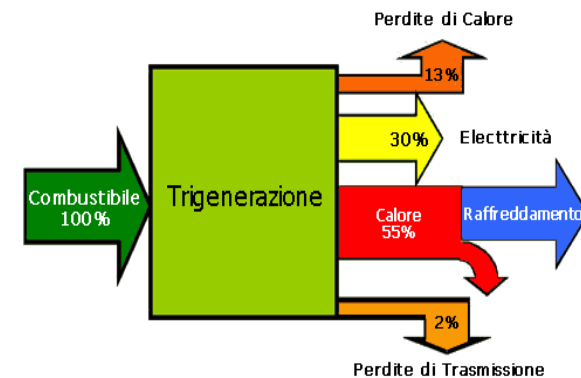 Perdite di Calore
13%
30%
Electtricità
Combustibile
100%
Trigenerazione
Calore
55%
Raffreddamento
2%
Perdite di Trasmissione